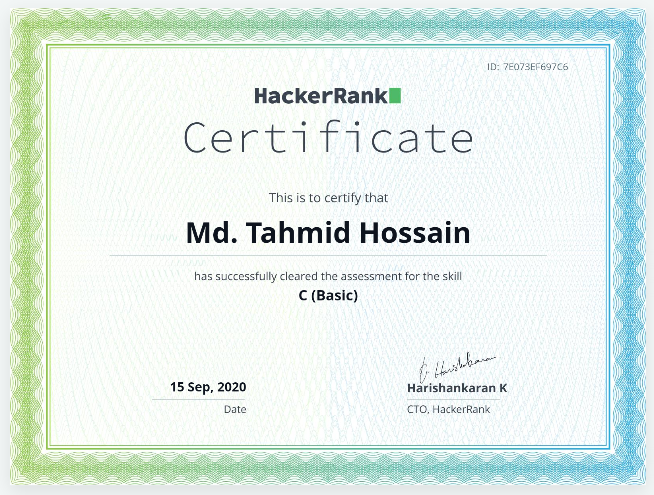 ID: 7E073EF697C6
HackerRank
Certificate
This is to certify that
Md. Tahmid Hossain
has successfully cleared the assessment for the skill
C (Basic)
15 Sep, 2020
Date
Harishankaran K
CTO, HackerRank